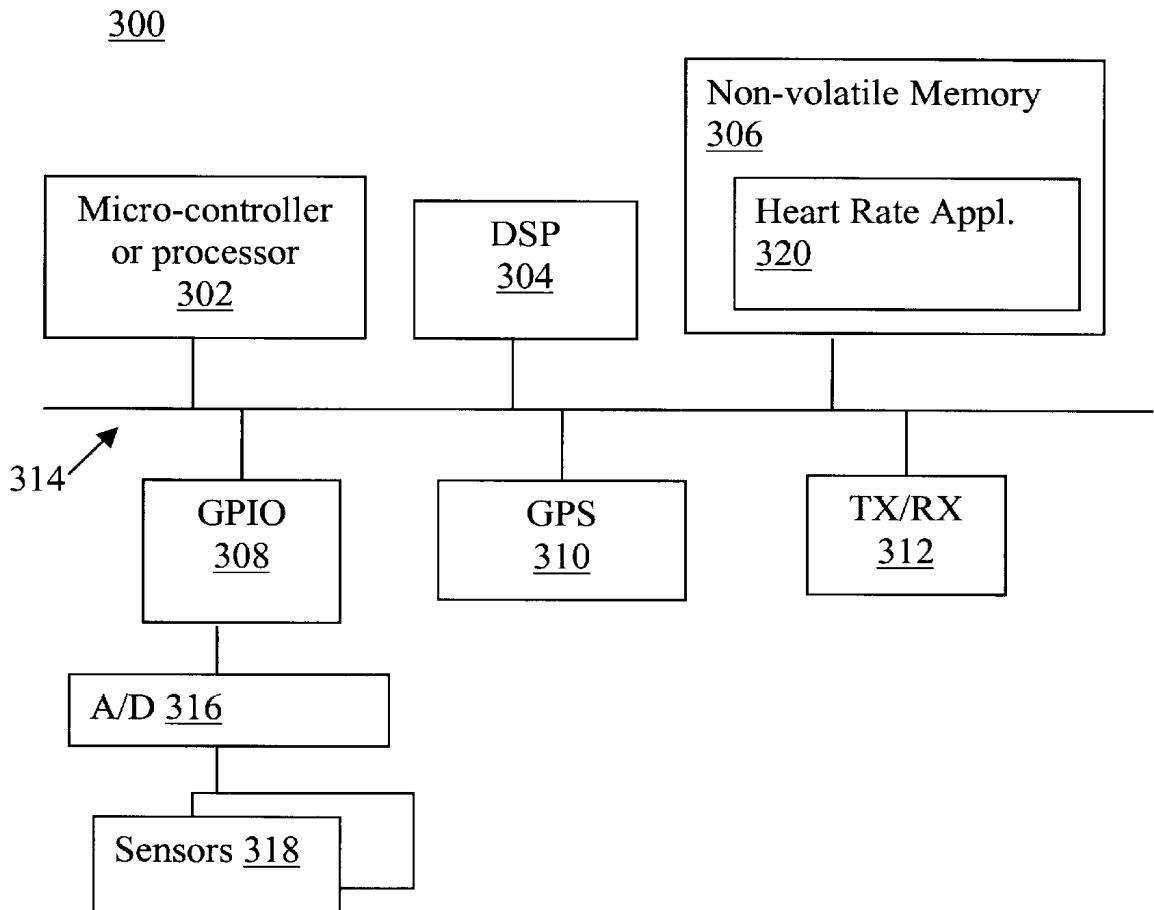 300
Non-volatile Memory
306
Micro-controller
or processor
302
DSP
304
Heart Rate Appl.
320
314
GPIO
308
GPS
310
TX/RX
312
A/D 316
Sensors 318